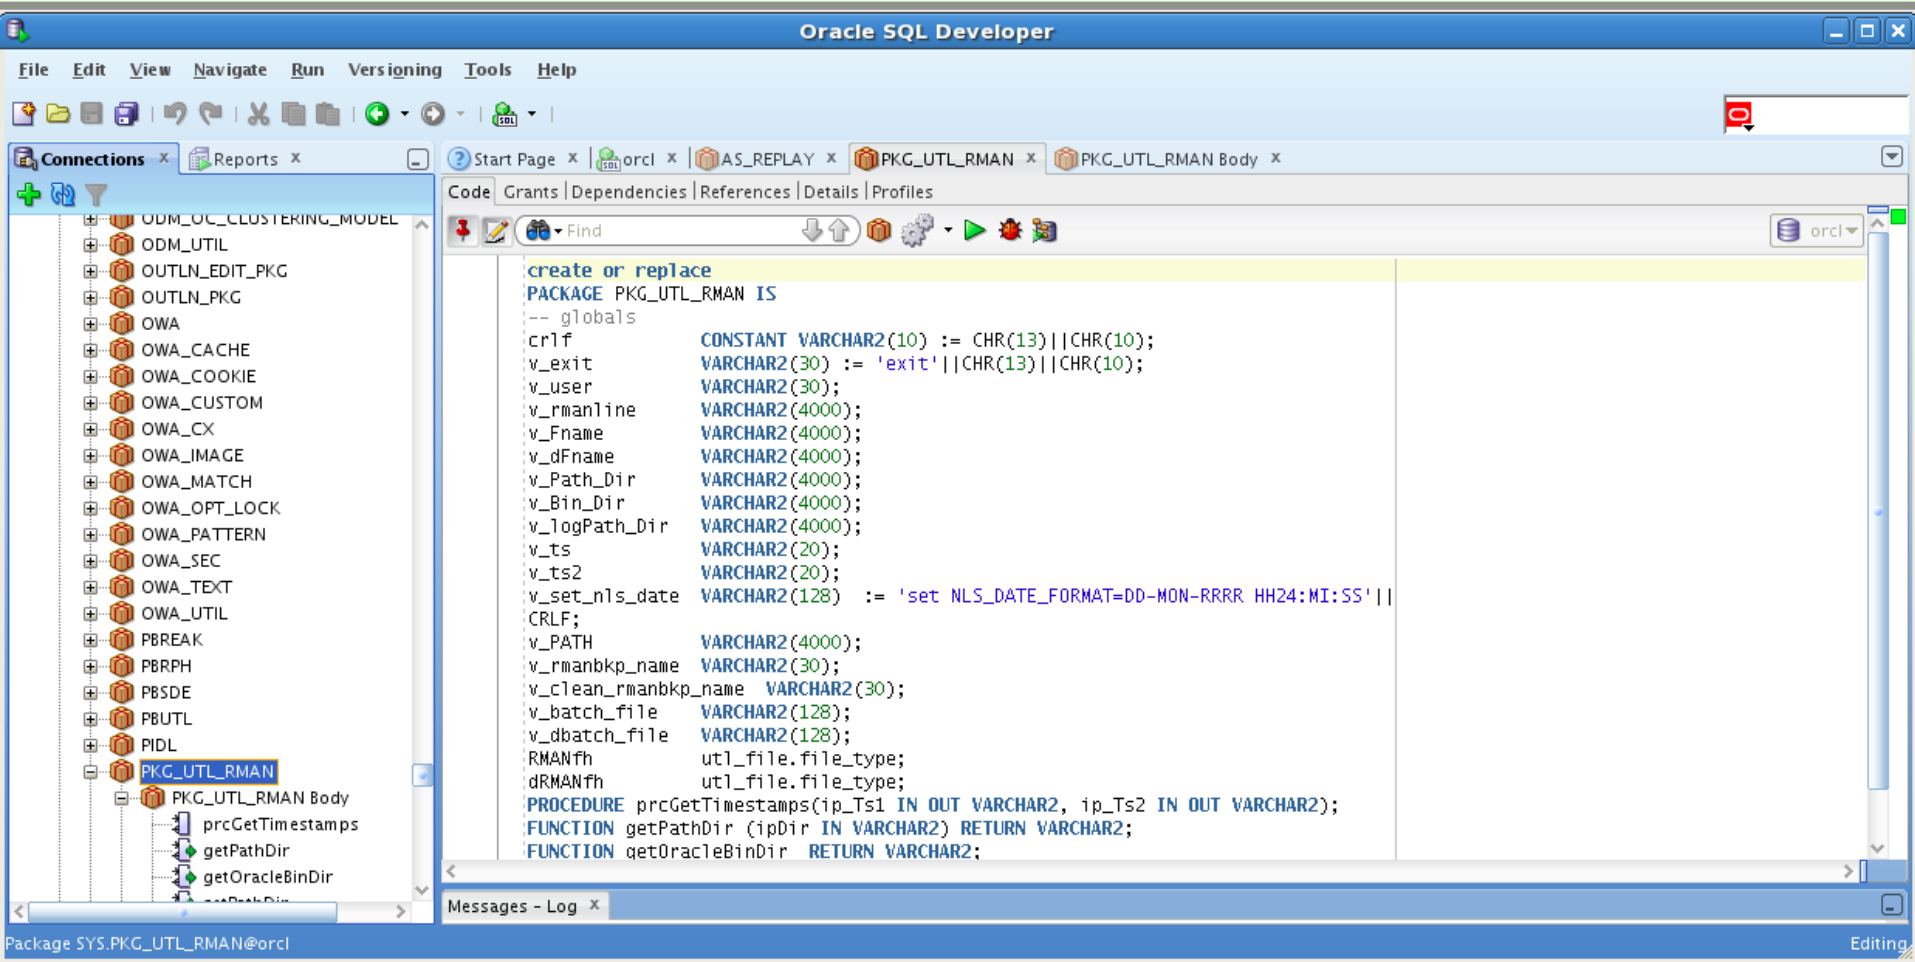 Oracle SQL Developer
File Edit View Navigate Run Versioning Tools Help
Connections x Reports x
ODM_OC_CLUSTERING_MODEL
ODM_UTIL
OUTLN_EDIT_PKG
OUTLN_PKG
OWA
OWA_CACHE
OWA_COOKIE
OWA_CUSTOM
OWA_CX
OWA_IMAGE
OWA_MATCH
OWA_OPT_LOCK
OWA_PATTERN
OWA_SEC
OWA_TEXT
OWA_UTIL
PBREAK
PBRPH
PBSDE
PBUTL
PIDL
PKG_UTL_RMAN
PKG_UTL_RMAN Body
prcGetTimestamps
getPathDir
getOracleBinDir
getPathDir
Start Page x orcl x AS_REPLAY x PKG_UTL_RMAN x PKG_UTL_RMAN Body x
Code Grants | Dependencies | References | Details | Profiles
Find orcl
create or replace
PACKAGE PKG_UTL_RMAN IS
-- globals
crlf CONSTANT VARCHAR2(10) := CHR(13)||CHR(10);
v_exit VARCHAR2(30) := 'exit'||CHR(13)||CHR(10);
v_user VARCHAR2(30);
v_rmanline VARCHAR2(4000);
v_Fname VARCHAR2(4000);
v_dFname VARCHAR2(4000);
v_Path_Dir VARCHAR2(4000);
v_Bin_Dir VARCHAR2(4000);
v_logPath_Dir VARCHAR2(4000);
v_ts VARCHAR2(20);
v_ts2 VARCHAR2(20);
v_set_nls_date VARCHAR2(128) := 'set NLS_DATE_FORMAT=DD-MON-RRRR HH24:MI:SS'||
CRLF;
v_PATH VARCHAR2(4000);
v_rmanbkp_name VARCHAR2(30);
v_clean_rmanbkp_name VARCHAR2(30);
v_batch_file VARCHAR2(128);
v_dbatch_file VARCHAR2(128);
RMANfh utl_file.file_type;
dRMANfh utl_file.file_type;
PROCEDURE prcGetTimestamps(ip_Ts1 IN OUT VARCHAR2, ip_Ts2 IN OUT VARCHAR2);
FUNCTION getPathDir (ipDir IN VARCHAR2) RETURN VARCHAR2;
FUNCTION getOracleBinDir RETURN VARCHAR2;
Messages - Log x
Package SYS.PKG_UTL_RMAN@orcl Editing